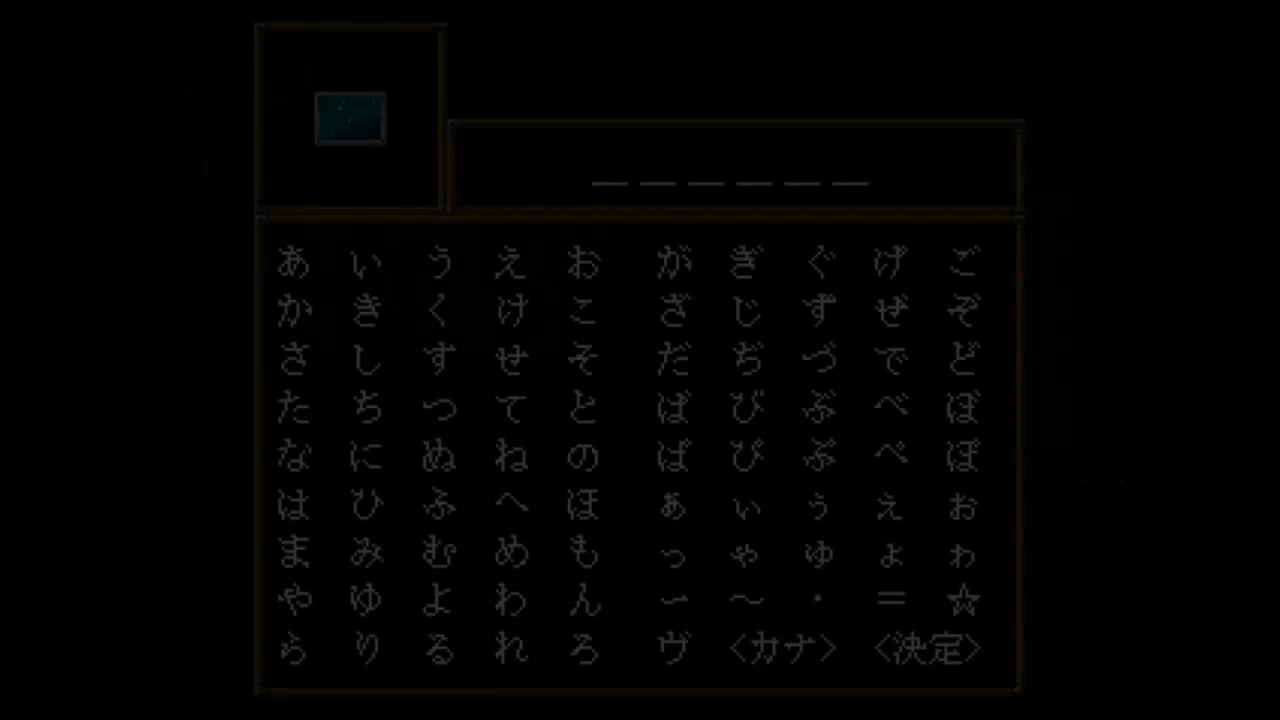 あ い う え お が ぎ ぐ げ ご
か き く け こ ざ じ ず ぜ ぞ
さ し す せ そ だ ぢ づ で ど
た ち つ て と ば び ぶ べ ぼ
な に ぬ ね の ぱ ぴ ぷ ぺ ぽ
は ひ ふ へ ほ ぁ ぃ ぅ ぇ ぉ
ま み む め も っ ゃ ゅ ょ ゎ
や ゆ よ わ ん ー ～ ・ ＝ ☆
ら り る れ ろ ヴ 〈カナ〉 〈決定〉